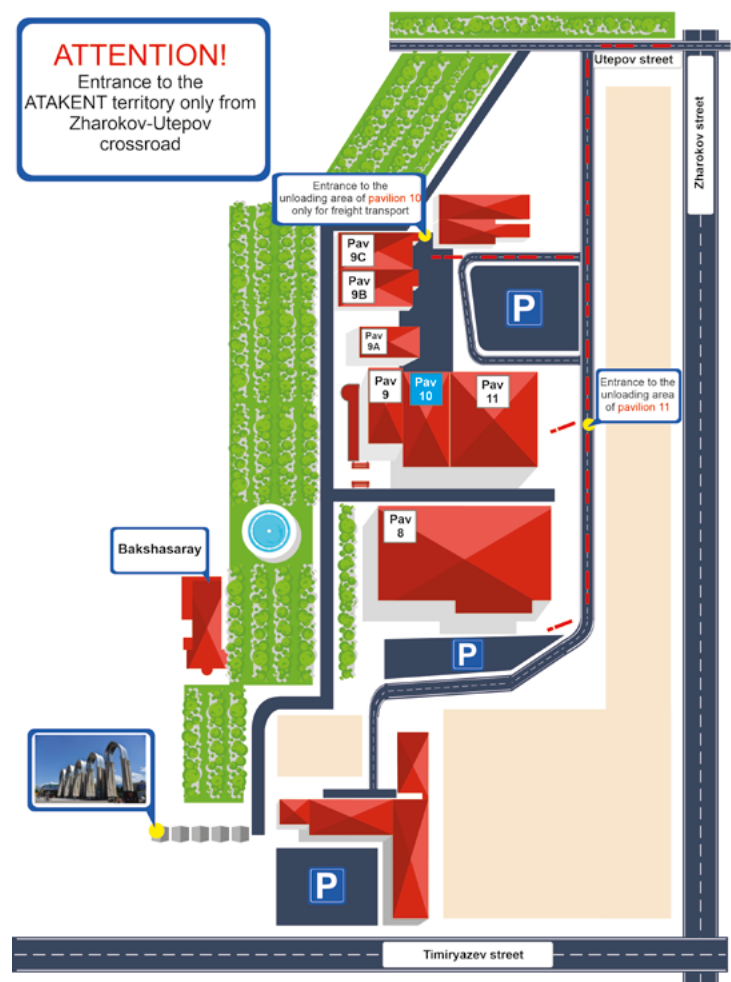 ATTENTION!
Entrance to the
ATAKENT territory only from
Zharokov-Utepov
crossroad
Utepov street
Zharokov street
Entrance to the
unloading area of pavilion 10
only for freight transport
Pav
9C
Pav
9B
P
Pav
9A
Pav
9
Pav
10
Pav
11
Entrance to the
unloading area
of pavilion 11
Pav
8
Bakshasaray
P
P
Timiryazev street